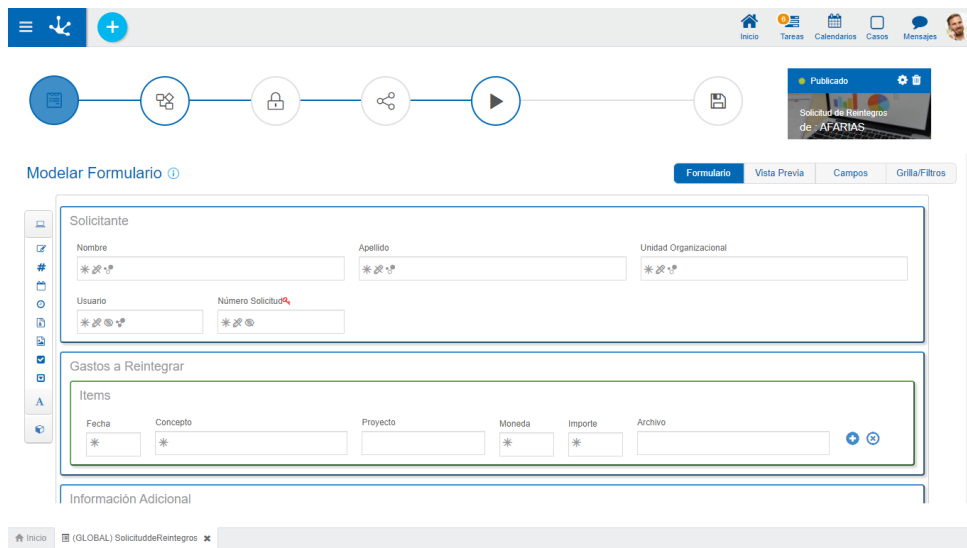 Inicio
6
Tareas
Calendarios
Casos
Mensajes
Publicado
Solicitud de Reintegros
de : AFARIAS
Modelar Formulario
Formulario
Vista Previa
Campos
Grilla/Filtros
Solicitante
Nombre
Apellido
Unidad Organizacional
Usuario
Número Solicitud
Gastos a Reintegrar
Items
Fecha
Concepto
Proyecto
Moneda
Importe
Archivo
Información Adicional
Inicio
(GLOBAL) SolicituddeReintegros